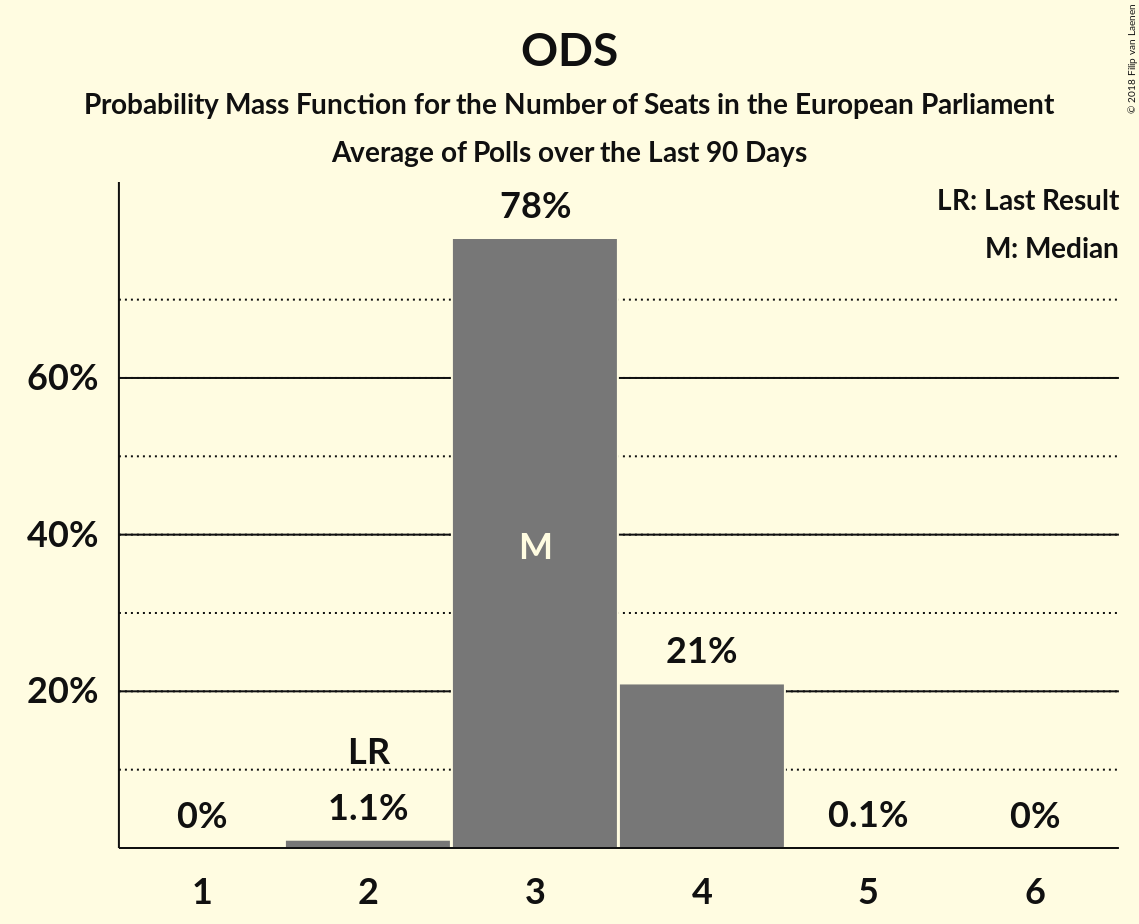 ODS
Probability Mass Function for the Number of Seats in the European Parliament
Average of Polls over the Last 90 Days
© 2018 Filip van Laenen
LR: Last Result
M: Median
78%
60%
40%
20%
M
21%
LR
0%
1.1%
0.1%
0%
1 2 3 4 5 6